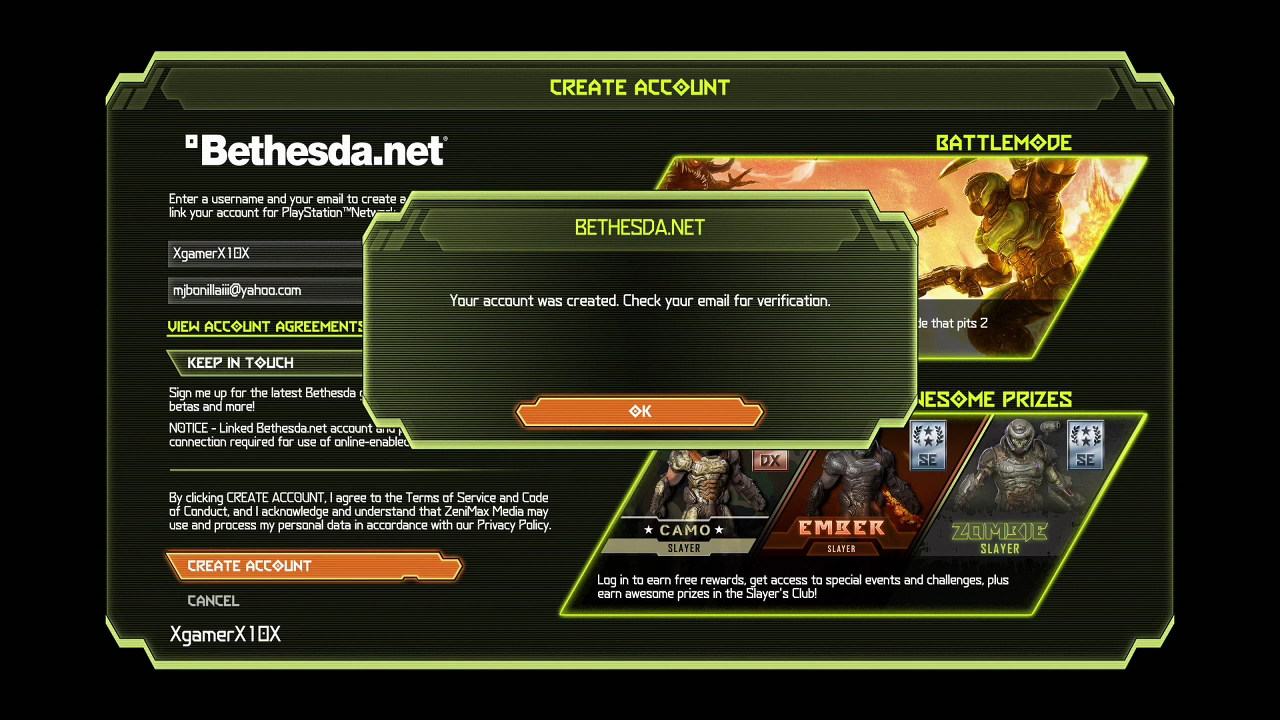 CREATE ACCOUNT
Bethesda.net
Enter a username and your email to create a
link your account for PlayStation™Network
XgamerX10X
mjbonillaiii@yahoo.com
VIEW ACCOUNT AGREEMENTS
KEEP IN TOUCH
Sign me up for the latest Bethesda
betas and more!
NOTICE - Linked Bethesda.net account and
connection required for use of online-enabled
By clicking CREATE ACCOUNT, I agree to the Terms of Service and Code
of Conduct, and I acknowledge and understand that ZeniMax Media may
use and process my personal data in accordance with our Privacy Policy.
CREATE ACCOUNT
CANCEL
XgamerX10X
BETHESDA.NET
Your account was created. Check your email for verification.
OK
BATTLEMODE
that pits 2
PRIZES
DX
SE
SE
★ CAMO ★
SLAYER
EMBER
SLAYER
ZOMBIE
SLAYER
Log in to earn free rewards, get access to special events and challenges, plus
earn awesome prizes in the Slayer's Club!